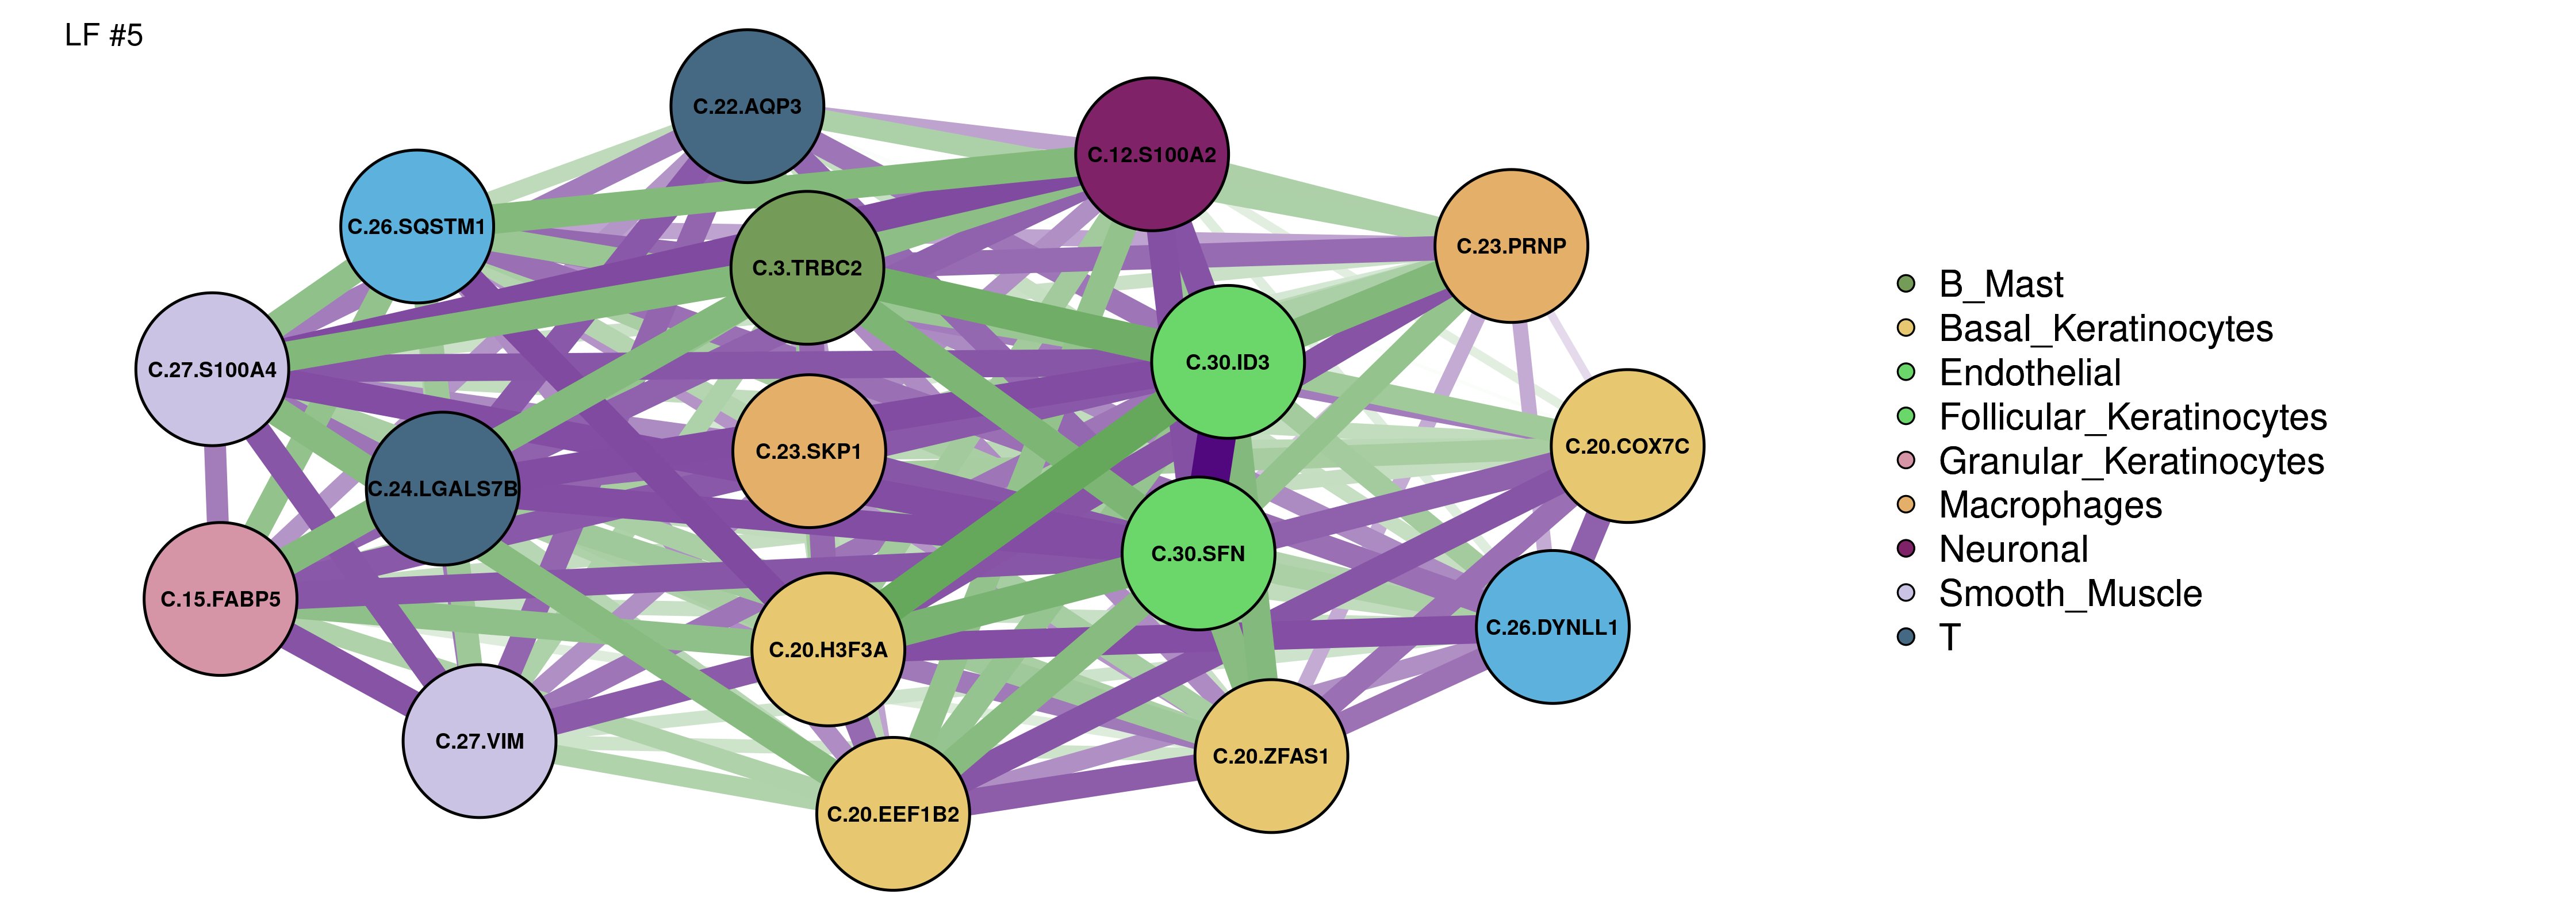 LF #5
C.22.AQP3
C.12.S100A2
C.26.SQSTM1
C.23.PRNP
C.3.TRBC2
C.30.ID3
C.27.S100A4
C.20.COX7C
C.23.SKP1
C.24.LGALS7B
C.30.SFN
C.15.FABP5
C.26.DYNLL1
C.20.H3F3A
C.27.VIM
C.20.ZFAS1
C.20.EEF1B2
B_Mast
Basal_Keratinocytes
Endothelial
Follicular_Keratinocytes
Granular_Keratinocytes
Macrophages
Neuronal
Smooth_Muscle
T